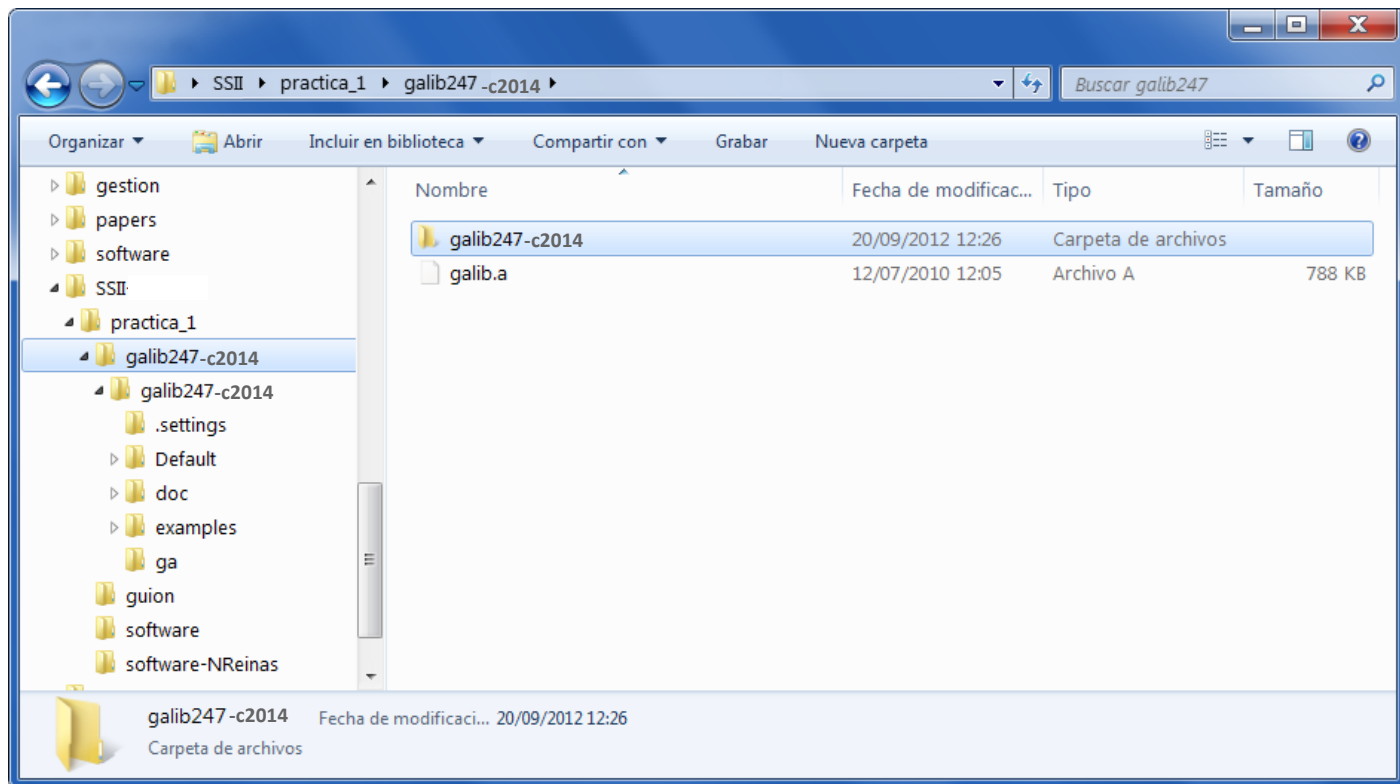 SSII practica_1 galib247-c2014
Buscar galib247
Organizar Abrir Incluir en biblioteca Compartir con Grabar Nueva carpeta
gestion
papers
software
SSII
practica_1
galib247-c2014
galib247-c2014
.settings
Default
doc
examples
ga
guion
software
software-NReinas
Nombre Fecha de modificac... Tipo Tamaño
galib247-c2014 20/09/2012 12:26 Carpeta de archivos
galib.a 12/07/2010 12:05 Archivo A 788 KB
galib247-c2014 Fecha de modificaci... 20/09/2012 12:26
Carpeta de archivos